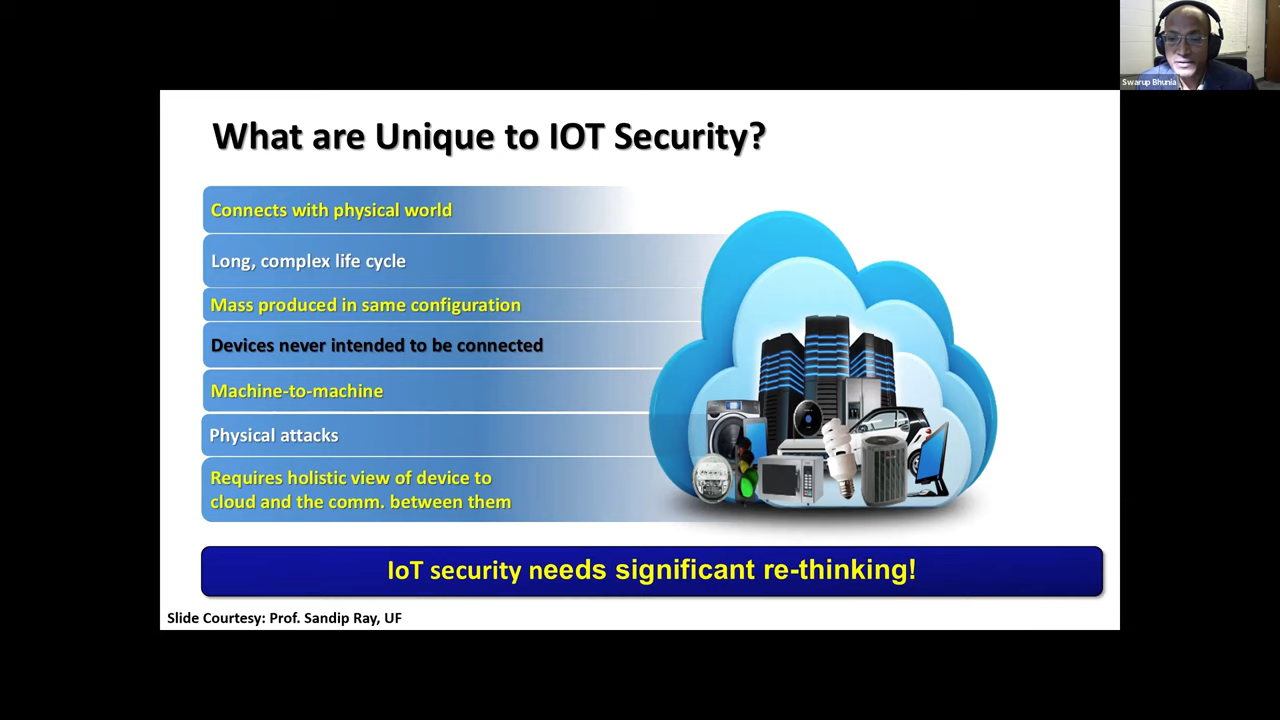 Swarup Bhunia
What are Unique to IOT Security?
Connects with physical world
Long, complex life cycle
Mass produced in same configuration
Devices never intended to be connected
Machine-to-machine
Physical attacks
Requires holistic view of device to
cloud and the comm. between them
IoT security needs significant re-thinking!
Slide Courtesy: Prof. Sandip Ray, UF